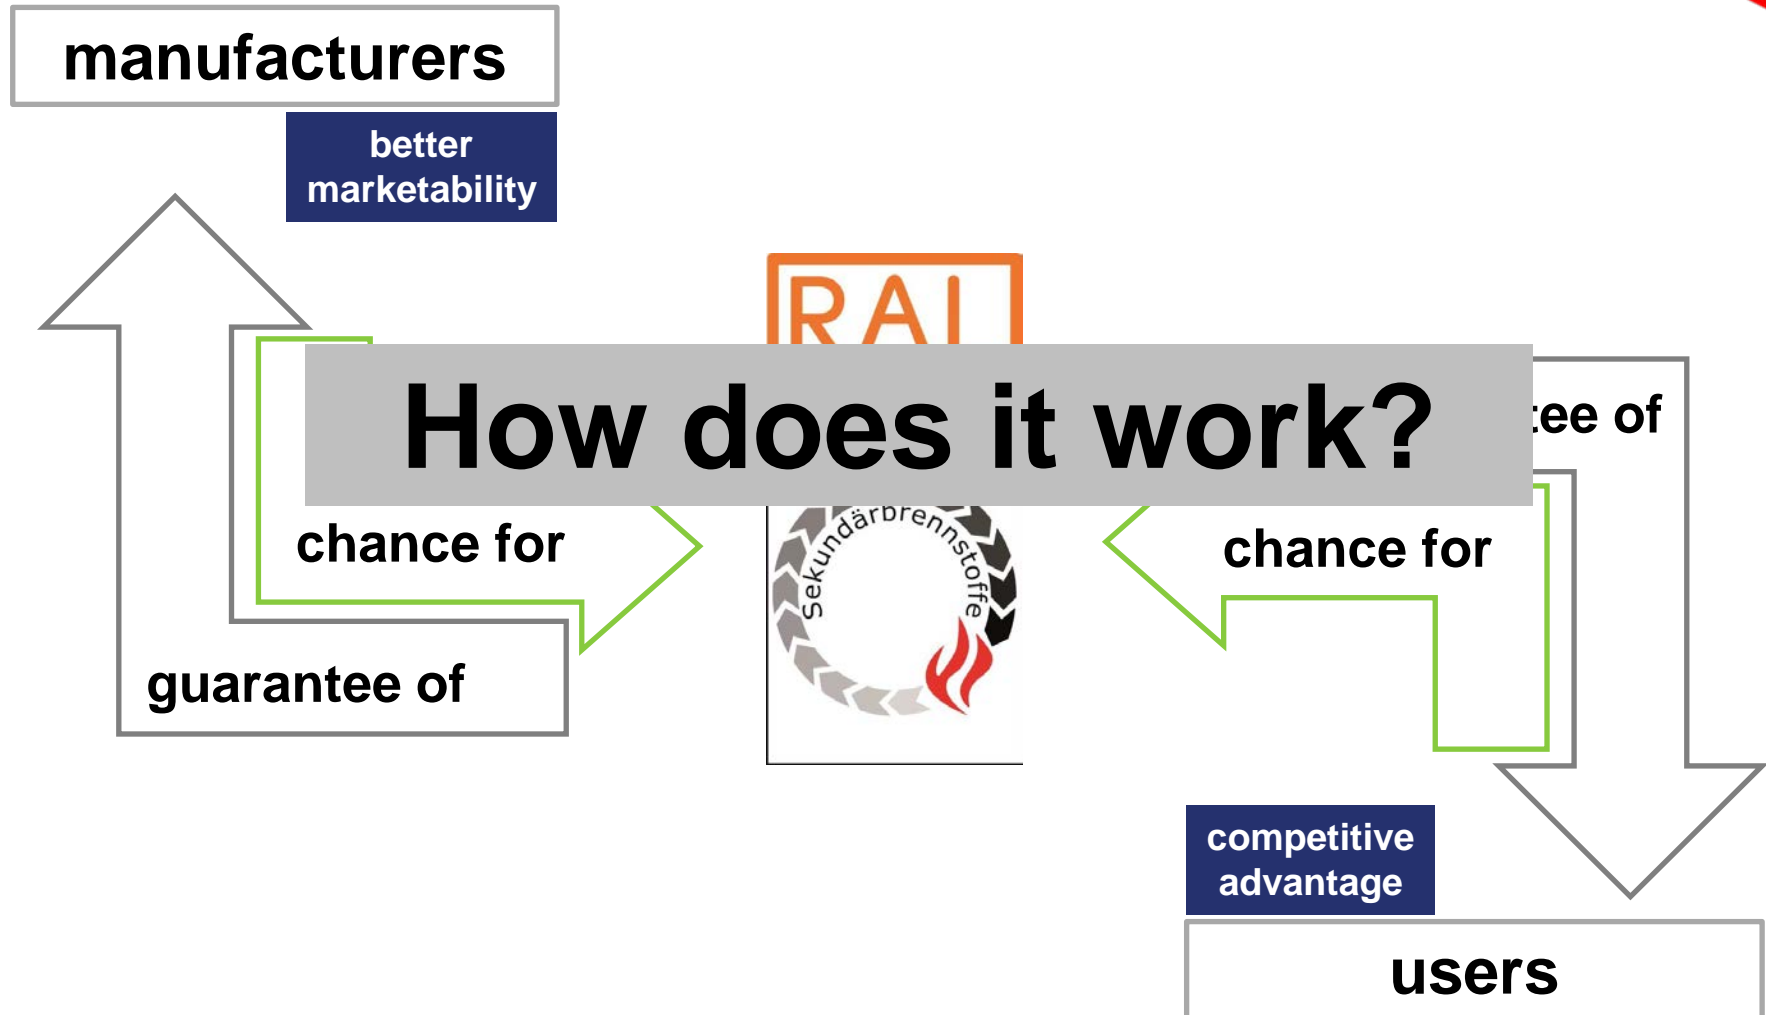 manufacturers
better
marketability
RAL
How does it work?
tee of
chance for
Sekundärbrennstoffe
chance for
guarantee of
competitive
advantage
users